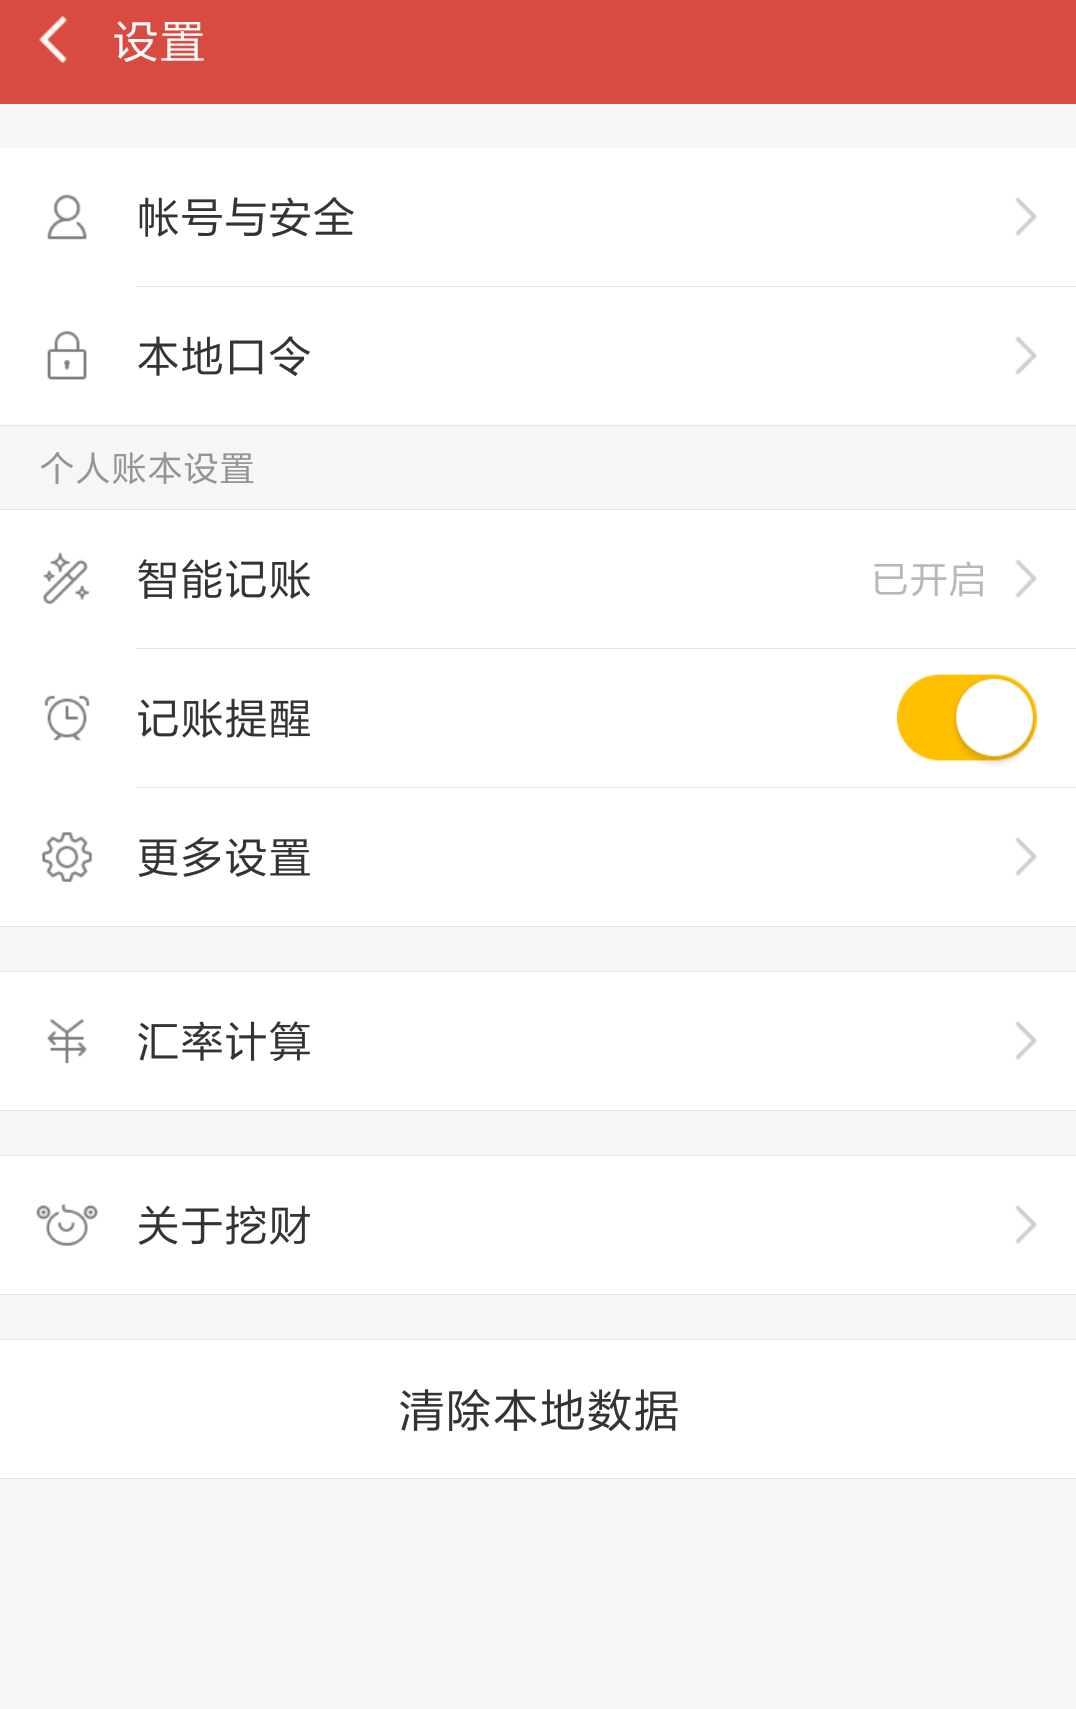 设置
帐号与安全
本地口令
个人账本设置
智能记账 已开启
记账提醒
更多设置
汇率计算
关于挖财
清除本地数据